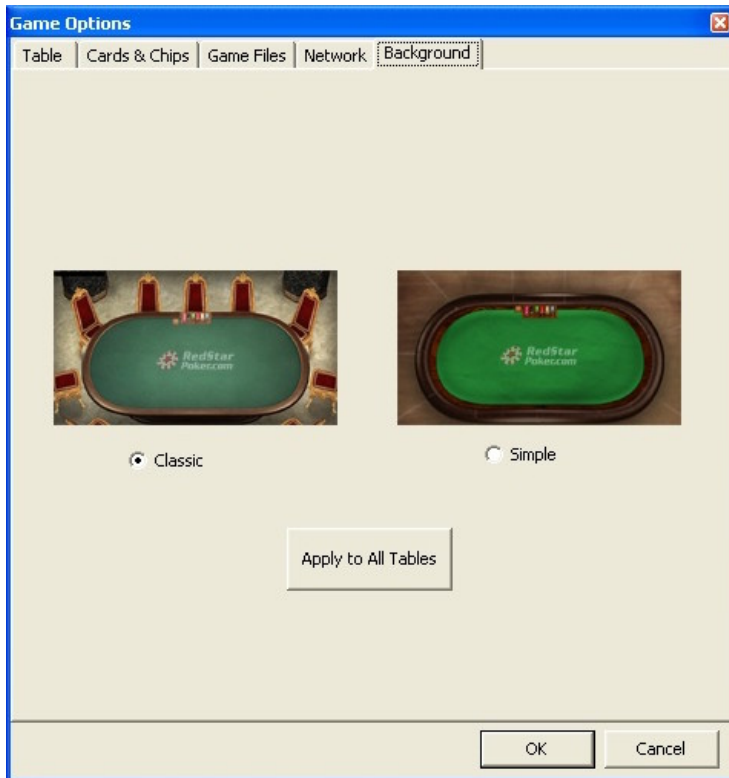 Game Options
Table Cards & Chips Game Files Network Background
RedStar
Poker.com
RedStar
Poker.com
Classic
Simple
Apply to All Tables
OK Cancel